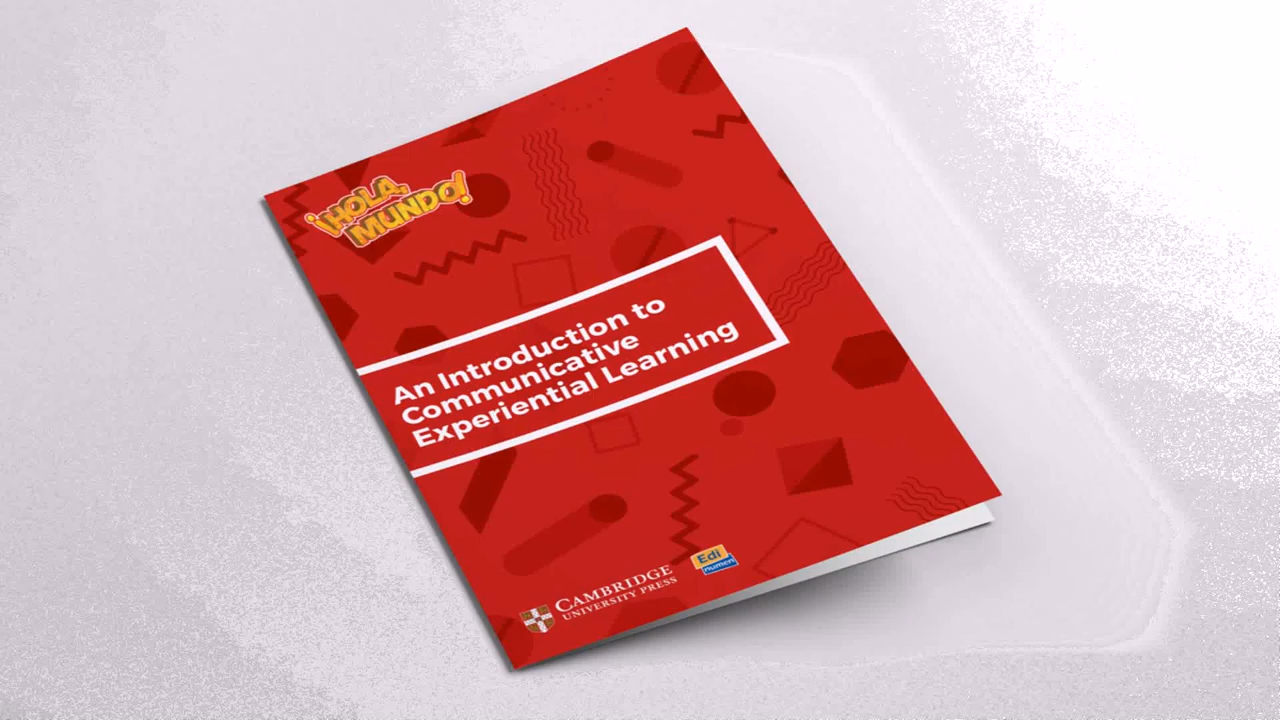 ¡HOLA,
MUNDO!
An Introduction to
Communicative
Experiential Learning
CAMBRIDGE
UNIVERSITY PRESS
Edi
numen